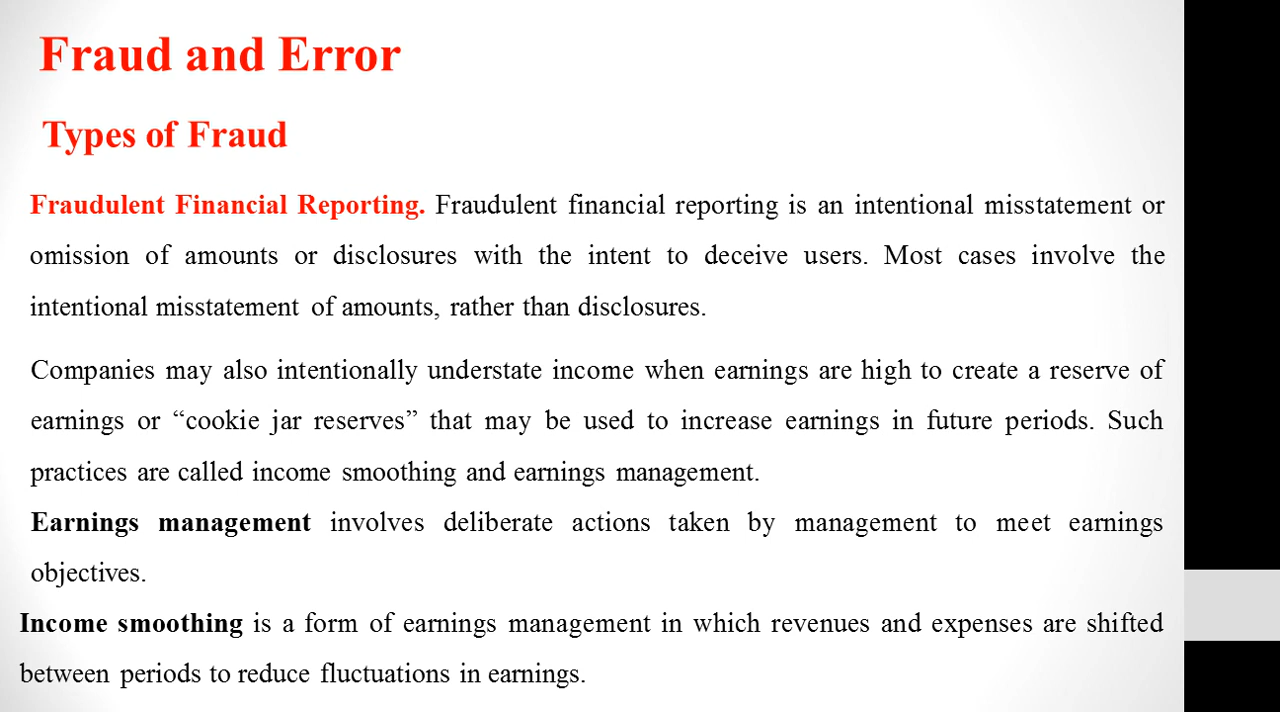 Fraud and Error
Types of Fraud
Fraudulent Financial Reporting. Fraudulent financial reporting is an intentional misstatement or
omission of amounts or disclosures with the intent to deceive users. Most cases involve the
intentional misstatement of amounts, rather than disclosures.
Companies may also intentionally understate income when earnings are high to create a reserve of
earnings or “cookie jar reserves” that may be used to increase earnings in future periods. Such
practices are called income smoothing and earnings management.
Earnings management involves deliberate actions taken by management to meet earnings
objectives.
Income smoothing is a form of earnings management in which revenues and expenses are shifted
between periods to reduce fluctuations in earnings.